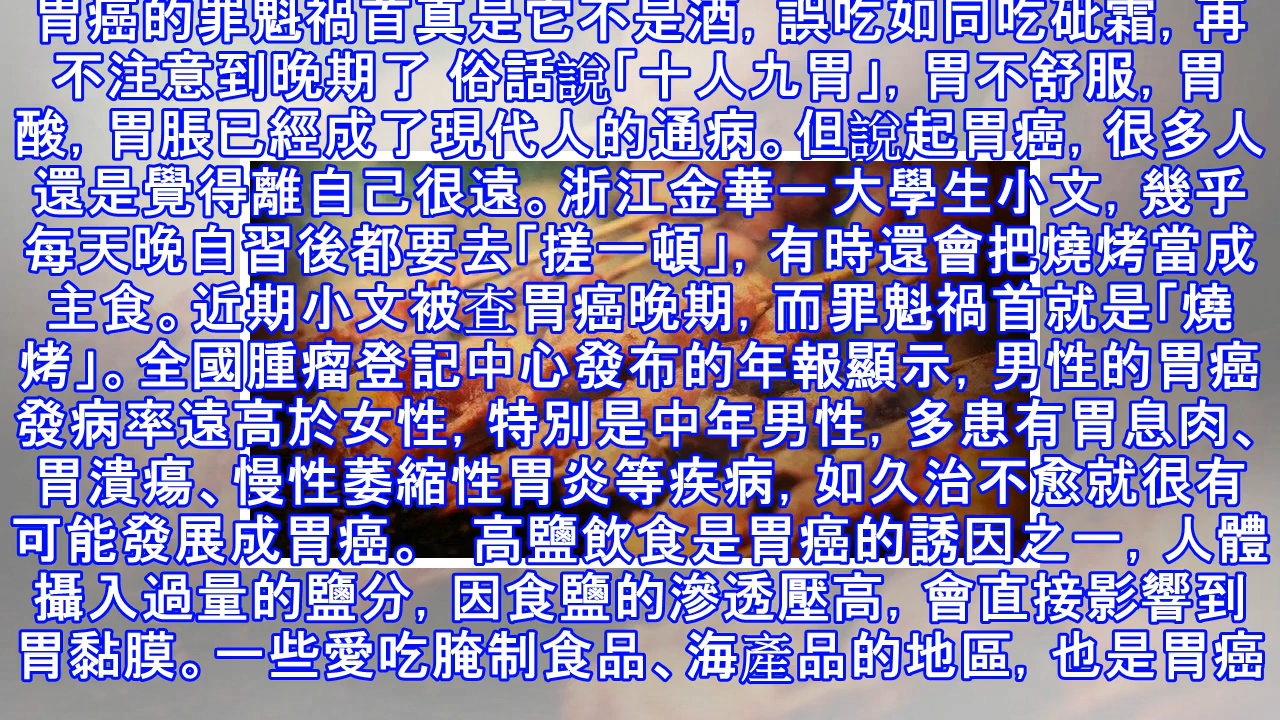 胃癌的罪魁禍首真是它不是酒, 誤吃如同吃砒霜, 再
不注意到晚期了 俗話說「十人九胃」, 胃不舒服, 胃
酸, 胃脹已經成了現代人的通病。但說起胃癌, 很多人
還是覺得離自己很遠。浙江金華一大學生小文, 幾乎
每天晚自習後都要去「搓一頓」, 有時還會把燒烤當成
主食。近期小文被查胃癌晚期, 而罪魁禍首就是「燒
烤」。全國腫瘤登記中心發布的年報顯示, 男性的胃癌
發病率遠高於女性, 特別是中年男性, 多患有胃息肉、
胃潰瘍、慢性萎縮性胃炎等疾病, 如久治不愈就很有
可能發展成胃癌。 高鹽飲食是胃癌的誘因之一, 人體
攝入過量的鹽分, 因食鹽的滲透壓高, 會直接影響到
胃黏膜。一些愛吃腌制食品、海產品的地區, 也是胃癌